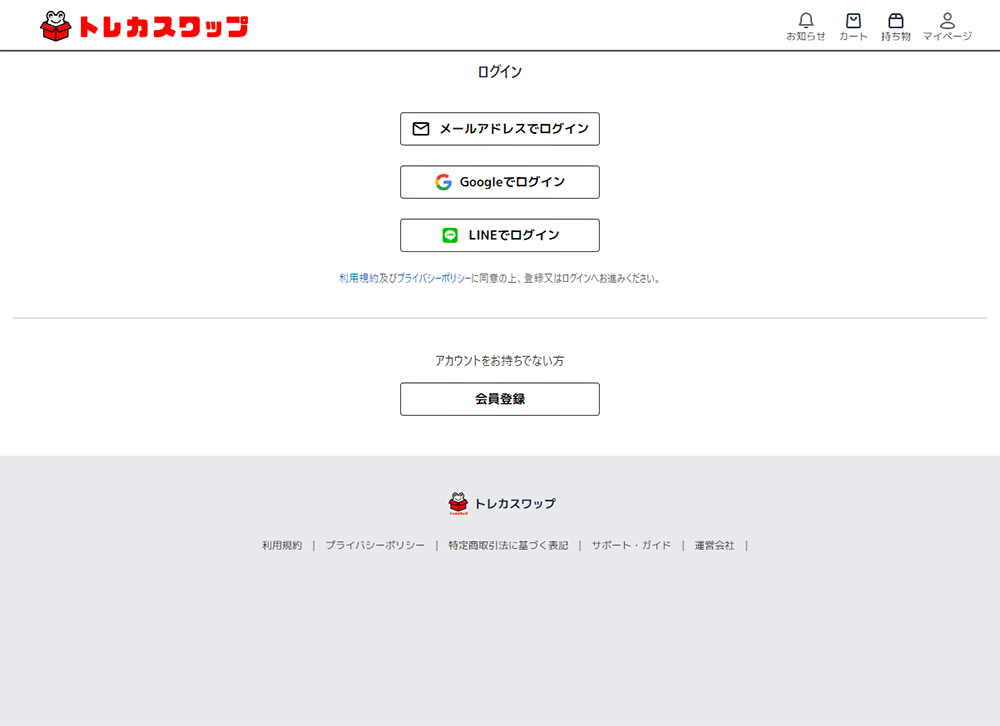 トレカスワップ
お知らせ カート 持ち物 マイページ
ログイン
メールアドレスでログイン
Googleでログイン
LINEでログイン
利用規約及びプライバシーポリシーに同意の上、登録又はログインへお進みください。
アカウントをお持ちでない方
会員登録
トレカスワップ
利用規約 | プライバシーポリシー | 特定商取引法に基づく表記 | サポート・ガイド | 運営会社 |